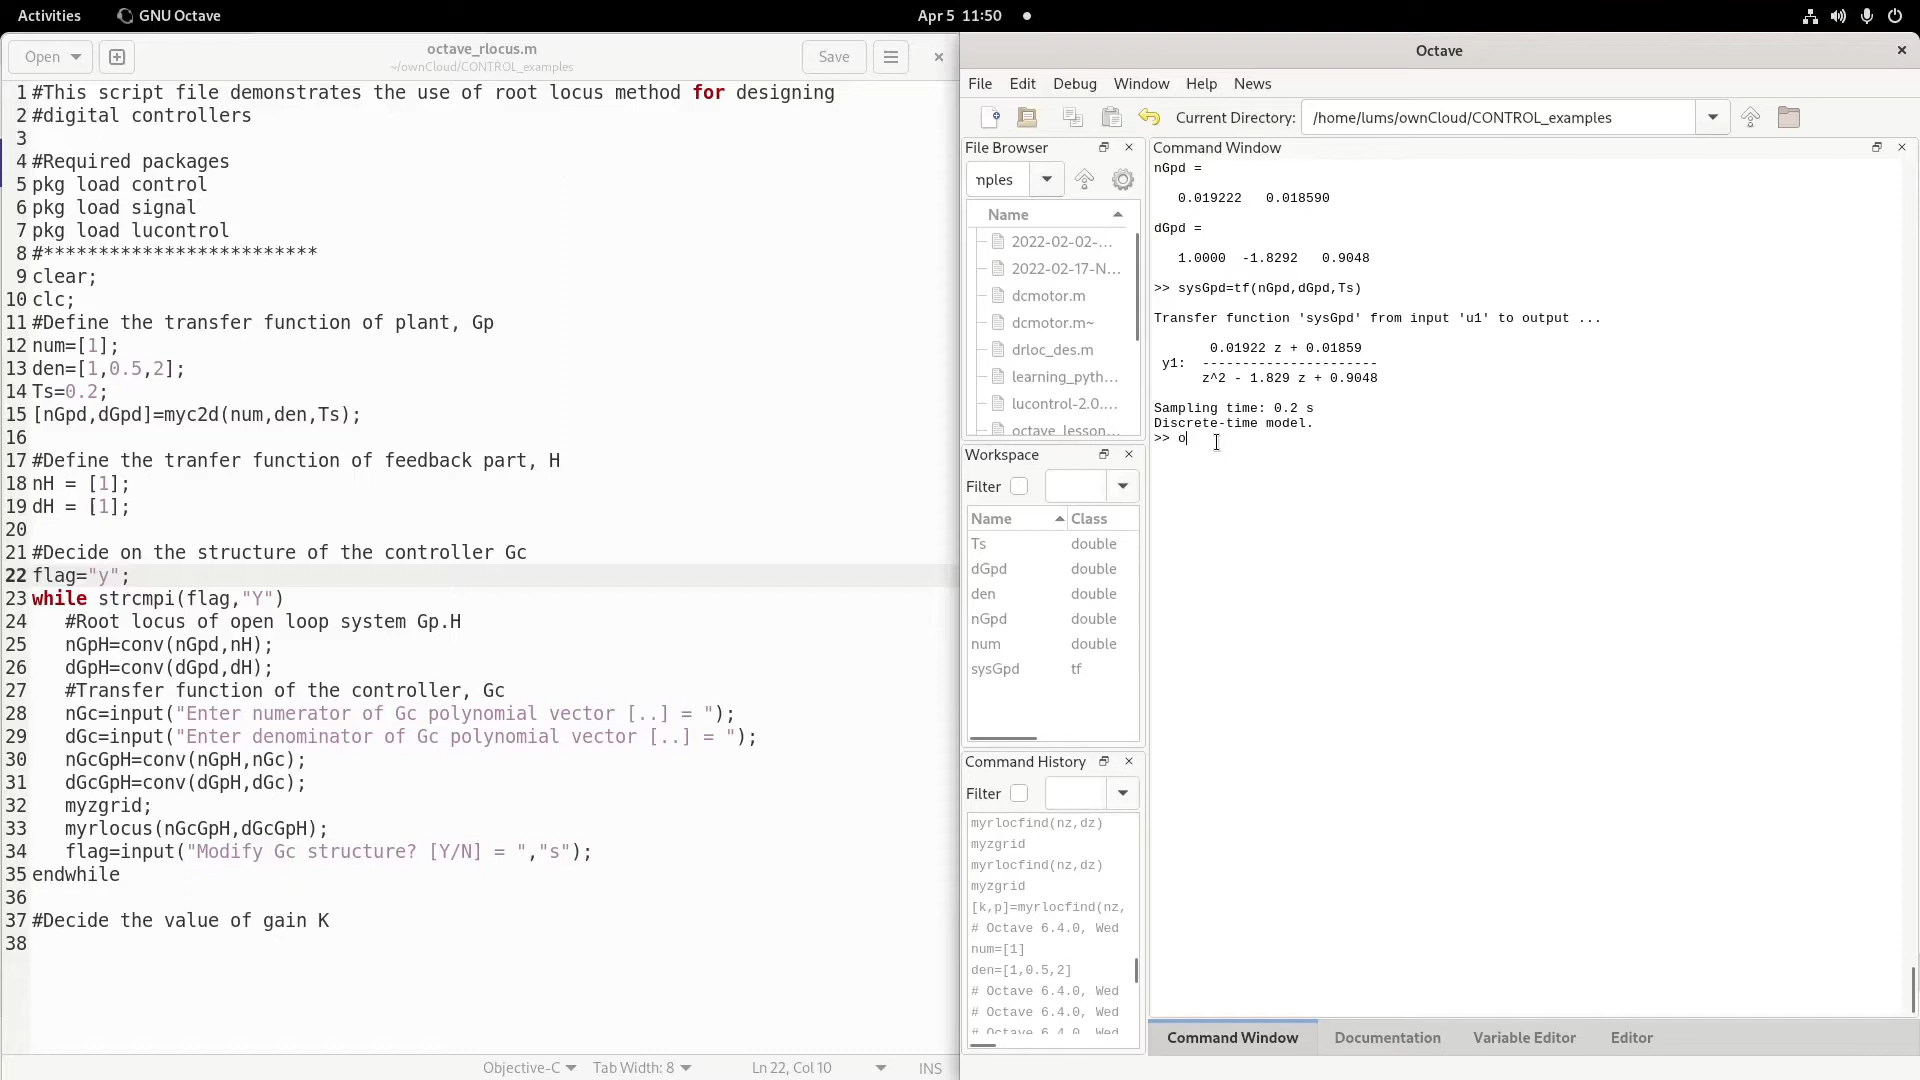 Activities
GNU Octave
Apr 5 11:50
Open
octave_rlocus.m
~/ownCloud/CONTROL_examples
Save
1 #This script file demonstrates the use of root locus method for designing
2 #digital controllers
3
4 #Required packages
5 pkg load control
6 pkg load signal
7 pkg load lucontrol
8 #*************************
9 clear;
10 clc;
11 #Define the transfer function of plant, Gp
12 num=[1];
13 den=[1,0.5,2];
14 Ts=0.2;
15 [nGpd,dGpd]=myc2d(num,den,Ts);
16
17 #Define the tranfer function of feedback part, H
18 nH = [1];
19 dH = [1];
20
21 #Decide on the structure of the controller Gc
22 flag="y";
23 while strcmpi(flag,"Y")
24 #Root locus of open loop system Gp.H
25 nGpH=conv(nGpd,nH);
26 dGpH=conv(dGpd,dH);
27 #Transfer function of the controller, Gc
28 nGc=input("Enter numerator of Gc polynomial vector [..] = ");
29 dGc=input("Enter denominator of Gc polynomial vector [..] = ");
30 nGcGpH=conv(nGpH,nGc);
31 dGcGpH=conv(dGpH,dGc);
32 myzgrid;
33 myrlocus(nGcGpH,dGcGpH);
34 flag=input("Modify Gc structure? [Y/N] = ","s");
35 endwhile
36
37 #Decide the value of gain K
38
Objective-C
Tab Width: 8
Ln 22, Col 10
INS
Octave
File Edit Debug Window Help News
Current Directory: /home/lums/ownCloud/CONTROL_examples
File Browser
mples
Name
2022-02-02-...
2022-02-17-N...
dcmotor.m
dcmotor.m~
drloc_des.m
learning_pyth...
lucontrol-2.0....
octave_lesson...
Workspace
Filter
Name Class
Ts double
dGpd double
den double
nGpd double
num double
sysGpd tf
Command History
Filter
myrlocfind(nz,dz)
myzgrid
myrlocfind(nz,dz)
myzgrid
[k,p]=myrlocfind(nz,
# Octave 6.4.0, Wed
num=[1]
den=[1,0.5,2]
# Octave 6.4.0, Wed
# Octave 6.4.0, Wed
# Octave 6.4.0, Wed
Command Window
nGpd =
0.019222 0.018590
dGpd =
1.0000 -1.8292 0.9048
>> sysGpd=tf(nGpd,dGpd,Ts)
Transfer function 'sysGpd' from input 'u1' to output ...
0.01922 z + 0.01859
y1: ----------------------
z^2 - 1.829 z + 0.9048
Sampling time: 0.2 s
Discrete-time model.
>> o
Command Window
Documentation
Variable Editor
Editor